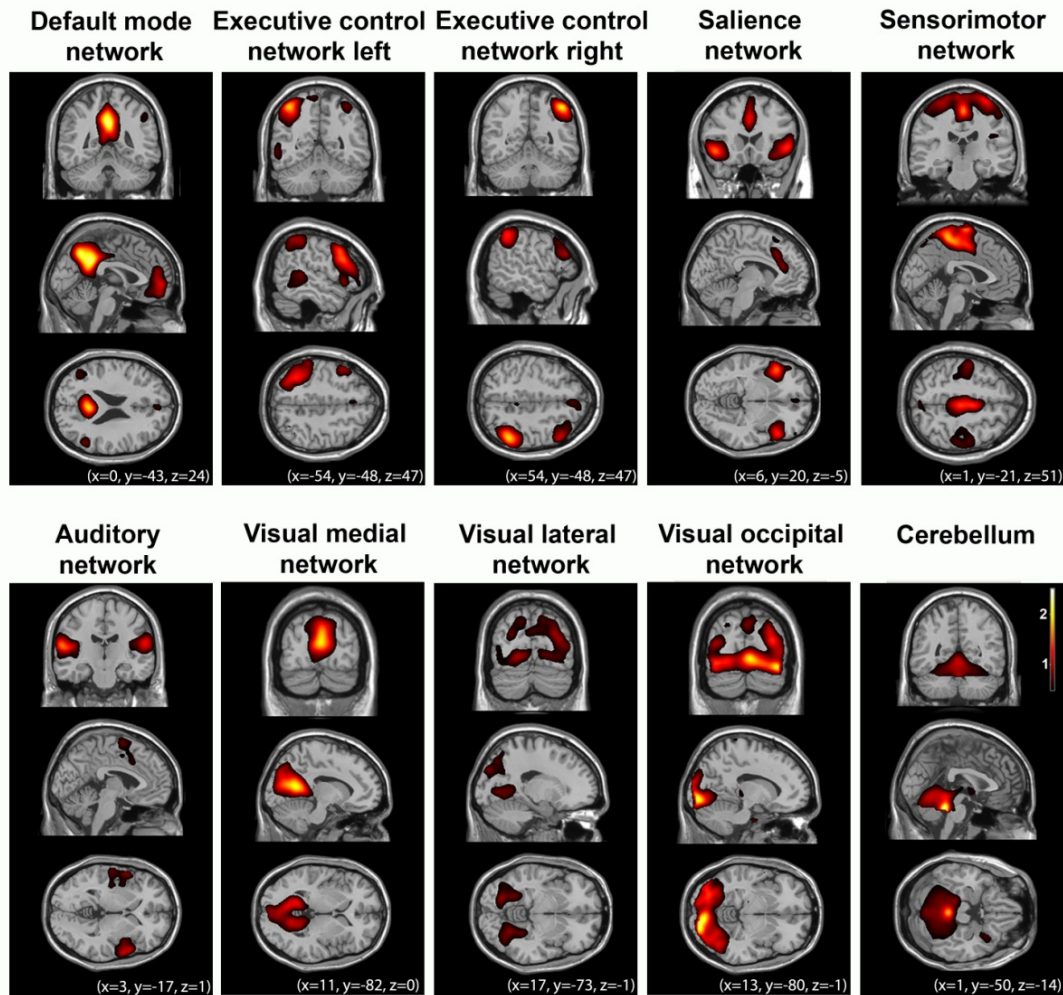 Default mode network
Executive control network left
Executive control network right
Salience network
Sensorimotor network
(x=0, y=-43, z=24)
(x=-54, y=-48, z=47)
(x=54, y=-48, z=47)
(x=6, y=20, z=-5)
(x=1, y=-21, z=51)
Auditory network
Visual medial network
Visual lateral network
Visual occipital network
Cerebellum
2
1
(x=3, y=-17, z=1)
(x=11, y=-82, z=0)
(x=17, y=-73, z=-1)
(x=13, y=-80, z=-1)
(x=1, y=-50, z=-14)